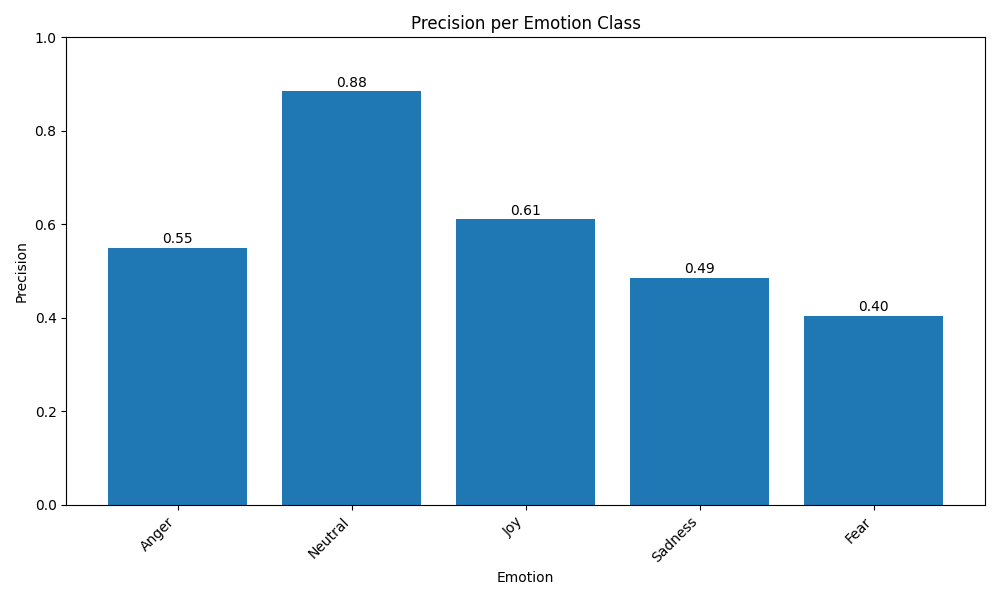 Precision per Emotion Class
1.0
0.8
0.6
0.4
0.2
0.0
Precision
0.55
0.88
0.61
0.49
0.40
Anger
Neutral
Joy
Sadness
Fear
Emotion